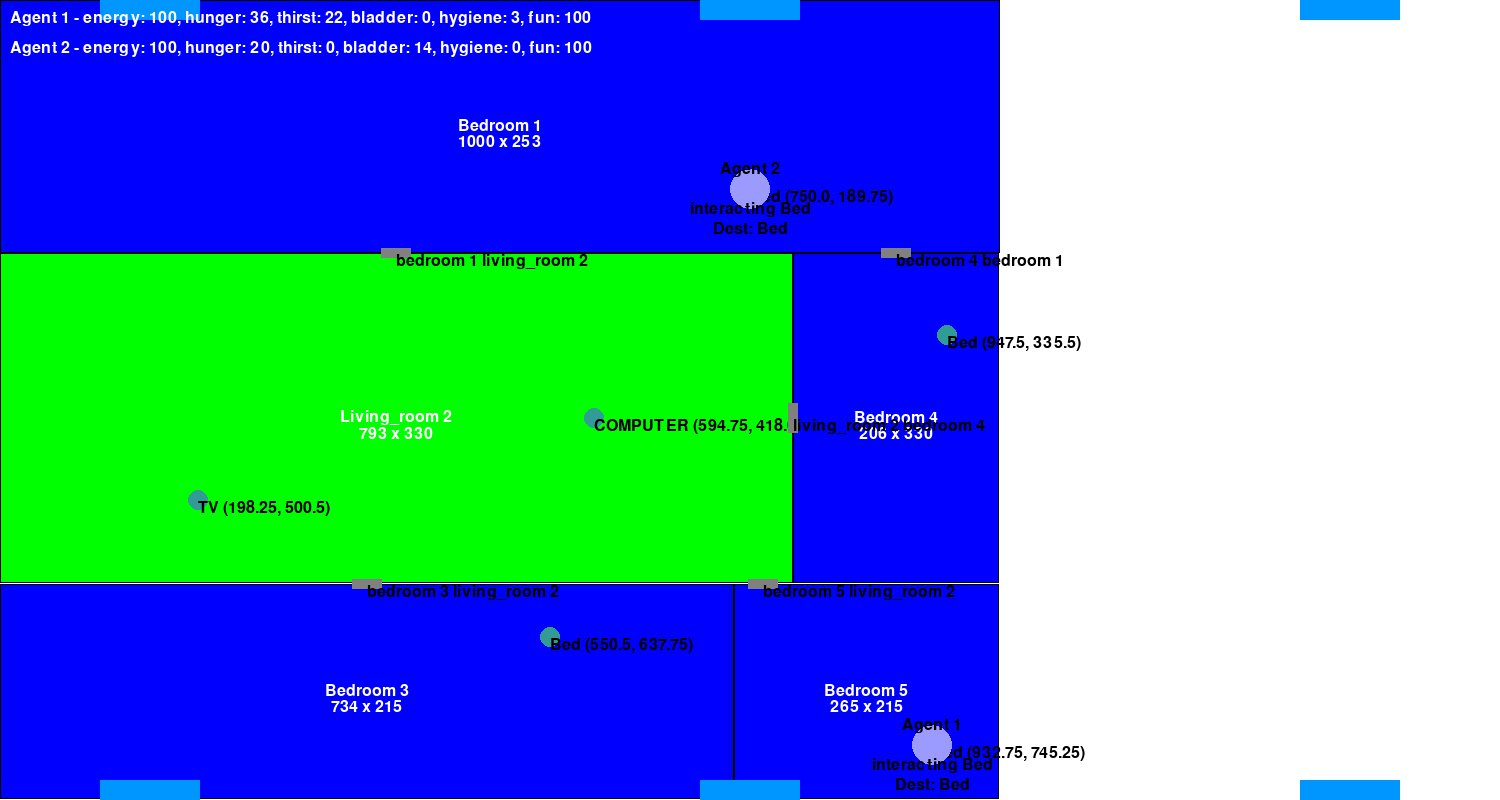 Agent 1 - energy: 100, hunger: 36, thirst: 22, bladder: 0, hygiene: 3, fun: 100
Agent 2 - energy: 100, hunger: 20, thirst: 0, bladder: 14, hygiene: 0, fun: 100
Bedroom 1
1000 x 253
Agent 2
ed (750.0, 189.75)
interacting Bed
Dest: Bed
bedroom 1 living_room 2
bedroom 4 bedroom 1
Bed (947.5, 335.5)
Living_room 2
793 x 330
COMPUTER (594.75, 418.
living_room 2 bedroom 4
Bedroom 4
206 x 330
TV (198.25, 500.5)
bedroom 3 living_room 2
bedroom 5 living_room 2
Bed (550.5, 637.75)
Bedroom 3
734 x 215
Bedroom 5
265 x 215
Agent 1
ed (932.75, 745.25)
interacting Bed
Dest: Bed